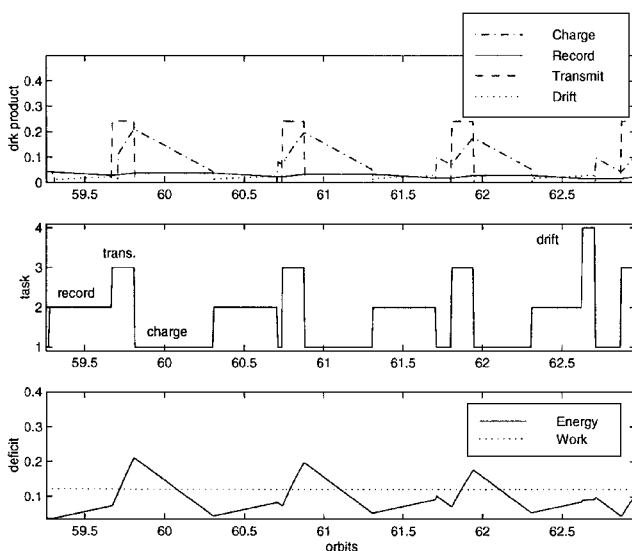 Charge
Record
Transmit
Drift
drk product
0.4
0.3
0.2
0.1
0
59.5 60 60.5 61 61.5 62 62.5
task
4
3
2
1
record
trans.
charge
drift
59.5 60 60.5 61 61.5 62 62.5
deficit
0.4
0.3
0.2
0.1
Energy
Work
59.5 60 60.5 61 61.5 62 62.5
orbits